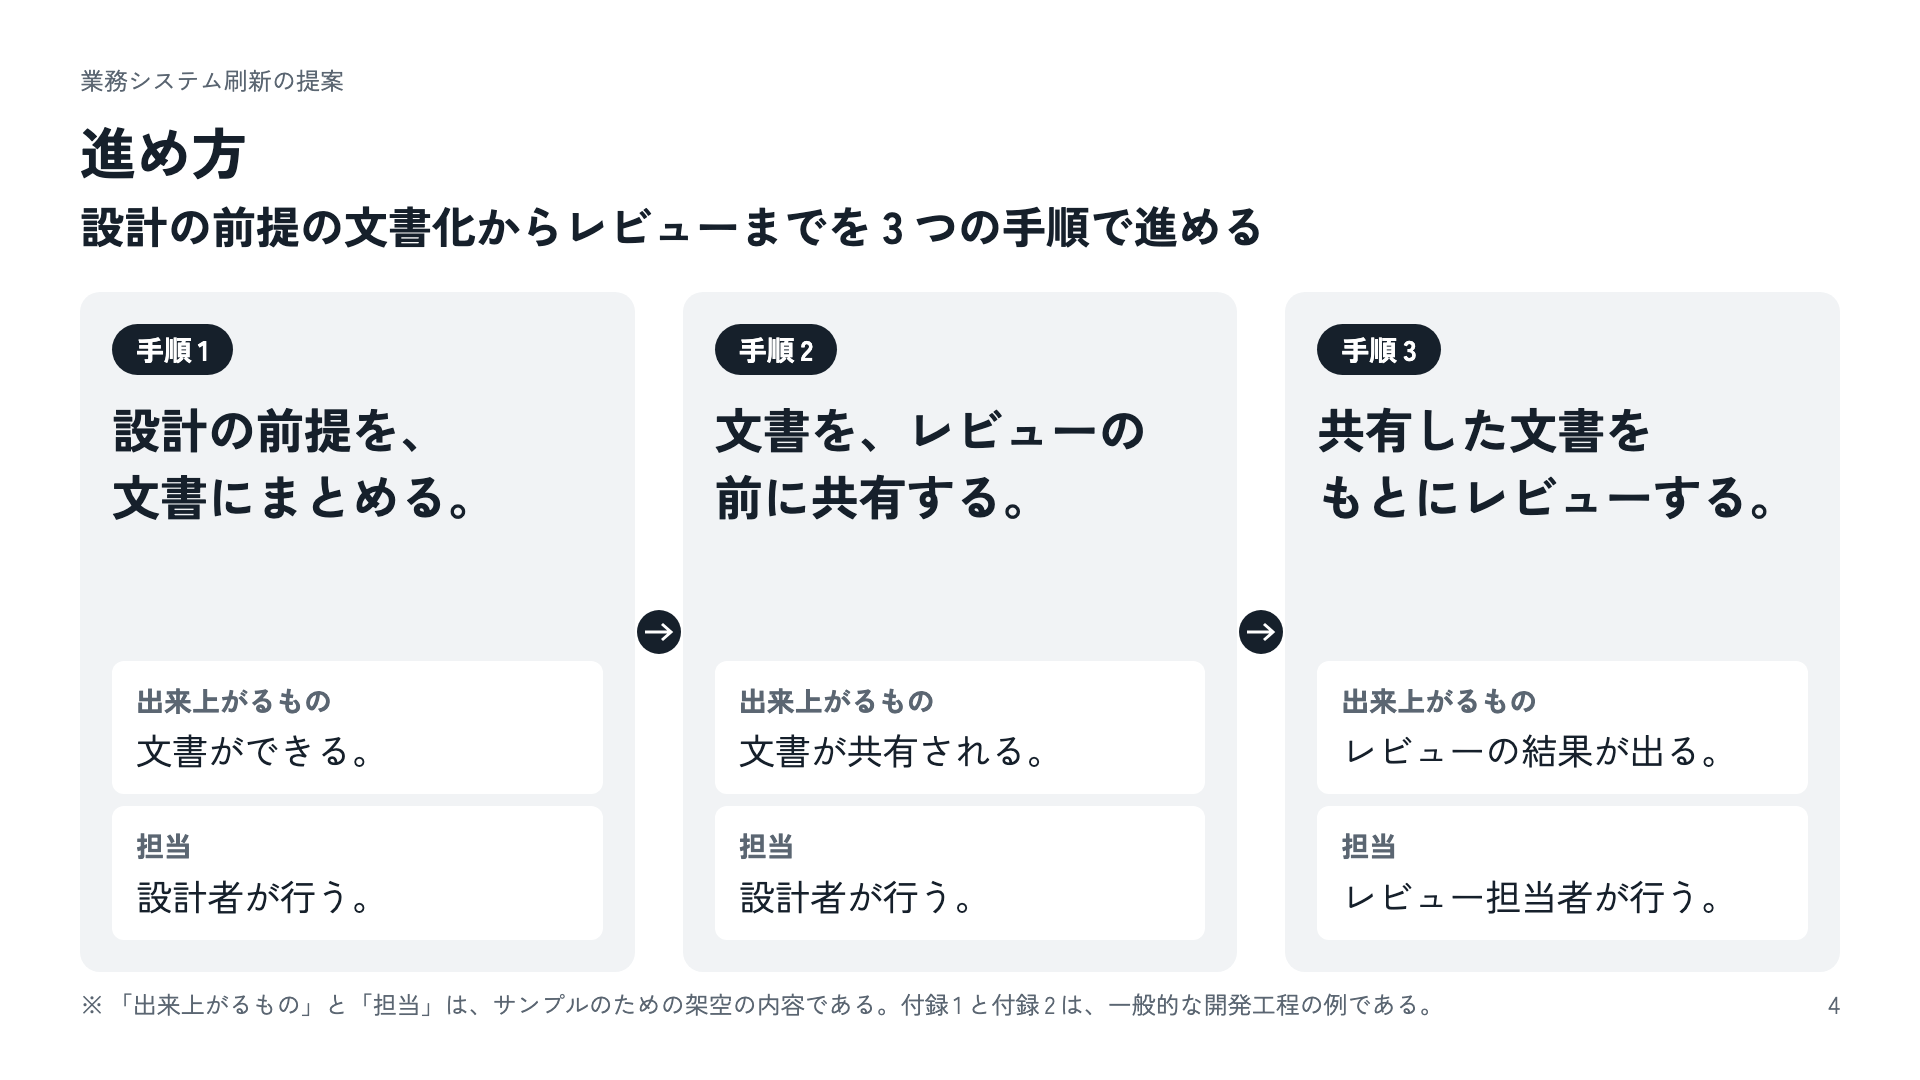 業務システム刷新の提案
進め方
設計の前提の文書化からレビューまでを 3 つの手順で進める
手順 1
設計の前提を、
文書にまとめる。
出来上がるもの
文書ができる。
担当
設計者が行う。
→
手順 2
文書を、レビューの
前に共有する。
出来上がるもの
文書が共有される。
担当
設計者が行う。
→
手順 3
共有した文書を
もとにレビューする。
出来上がるもの
レビューの結果が出る。
担当
レビュー担当者が行う。
※ 「出来上がるもの」と「担当」は、サンプルのための架空の内容である。付録 1 と付録 2 は、一般的な開発工程の例である。
4